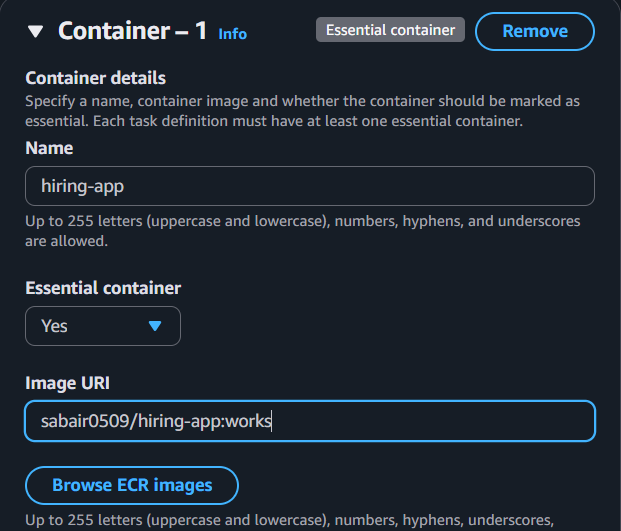 Container – 1 Info Essential container Remove
Container details
Specify a name, container image and whether the container should be marked as
essential. Each task definition must have at least one essential container.
Name
hiring-app
Up to 255 letters (uppercase and lowercase), numbers, hyphens, and underscores
are allowed.
Essential container
Yes
Image URI
sabair0509/hiring-app:works
Browse ECR images
Up to 255 letters (uppercase and lowercase), numbers, hyphens, underscores,